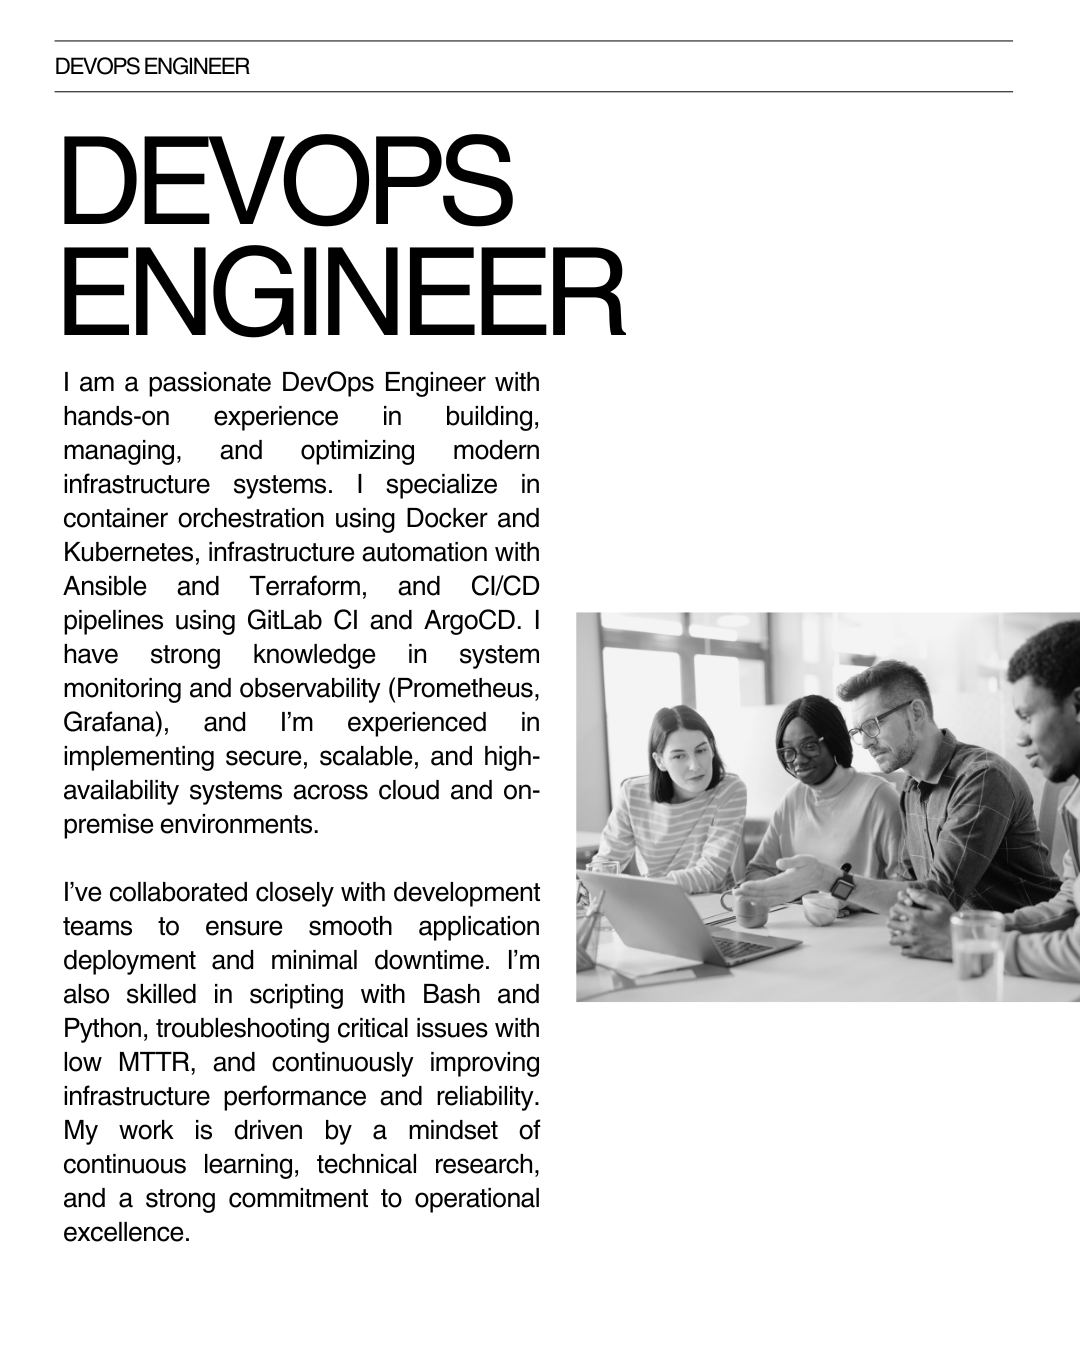 DEVOPS ENGINEER
DEVOPS
ENGINEER
I am a passionate DevOps Engineer with
hands-on experience in building,
managing, and optimizing modern
infrastructure systems. I specialize in
container orchestration using Docker and
Kubernetes, infrastructure automation with
Ansible and Terraform, and CI/CD
pipelines using GitLab CI and ArgoCD. I
have strong knowledge in system
monitoring and observability (Prometheus,
Grafana), and I’m experienced in
implementing secure, scalable, and high-
availability systems across cloud and on-
premise environments.
I’ve collaborated closely with development
teams to ensure smooth application
deployment and minimal downtime. I’m
also skilled in scripting with Bash and
Python, troubleshooting critical issues with
low MTTR, and continuously improving
infrastructure performance and reliability.
My work is driven by a mindset of
continuous learning, technical research,
and a strong commitment to operational
excellence.